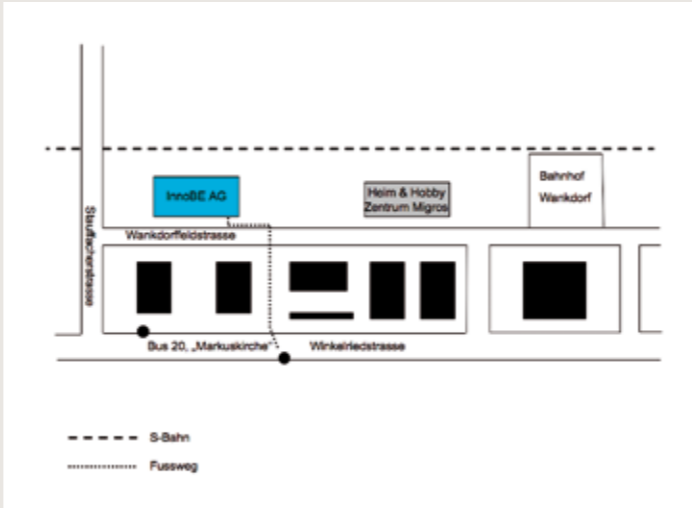 Bahnhof
Wankdorf
InnoBE AG
Heim & Hobby
Zentrum Migros
Stauffacherstrasse
Wankdorffeldstrasse
Bus 20, „Markuskirche"
Winkelriedstrasse
S-Bahn
Fussweg